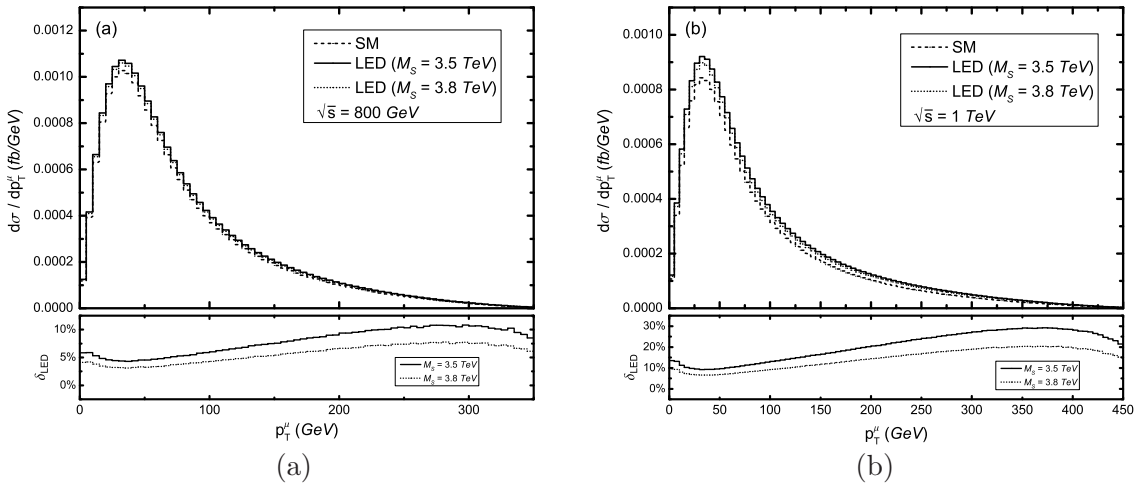 (a)
SM
LED (M_S = 3.5 TeV)
LED (M_S = 3.8 TeV)
√s = 800 GeV
dσ / dp_T^μ (fb/GeV)
0.0012
0.0010
0.0008
0.0006
0.0004
0.0002
0.0000
δ_LED
10%
5%
0%
M_S = 3.5 TeV
M_S = 3.8 TeV
0 100 200 300
p_T^μ (GeV)
(a)
(b)
SM
LED (M_S = 3.5 TeV)
LED (M_S = 3.8 TeV)
√s = 1 TeV
dσ / dp_T^μ (fb/GeV)
0.0010
0.0008
0.0006
0.0004
0.0002
0.0000
δ_LED
30%
20%
10%
0%
M_S = 3.5 TeV
M_S = 3.8 TeV
0 50 100 150 200 250 300 350 400 450
p_T^μ (GeV)
(b)